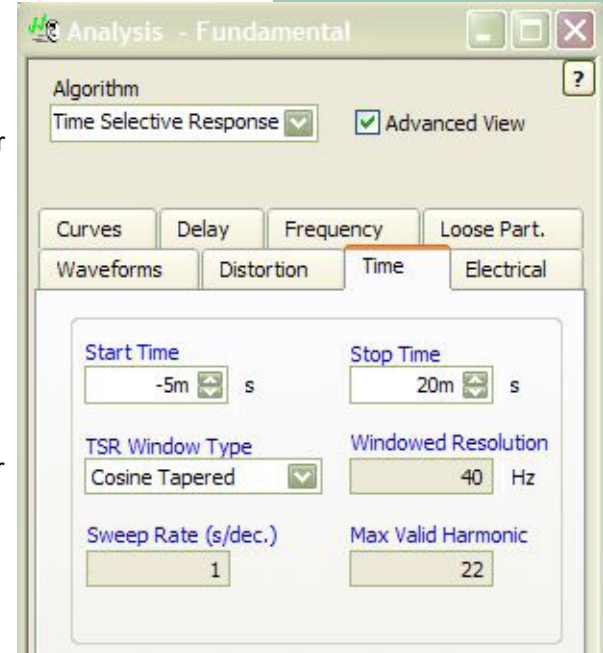 Analysis - Fundamental
?
Algorithm
Time Selective Response
Advanced View
Curves Delay Frequency Loose Part.
Waveforms Distortion Time Electrical
Start Time Stop Time
-5m s 20m s
TSR Window Type Windowed Resolution
Cosine Tapered 40 Hz
Sweep Rate (s/dec.) Max Valid Harmonic
1 22